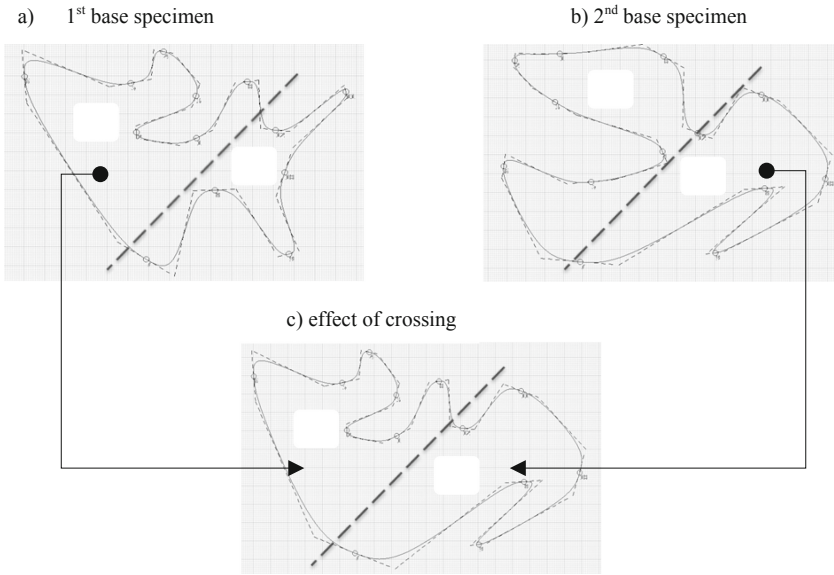 a) 1st base specimen
b) 2nd base specimen
c) effect of crossing